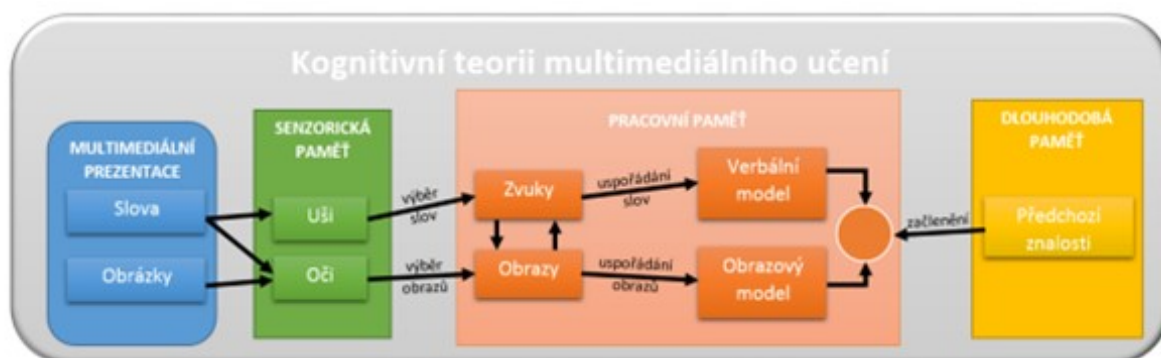 Kognitivní teorii multimediálního učení
MULTIMEDIÁLNÍ
PREZENTACE
Slova
Obrázky
SENZORICKÁ
PAMĚŤ
Uši
Oči
výběr
slov
výběr
obrazů
PRACOVNÍ PAMĚŤ
Zvuky
Obrazy
uspořádání
slov
uspořádání
obrazů
Verbální
model
Obrazový
model
začlenění
DLOUHODOBÁ
PAMĚŤ
Předchozí
znalosti